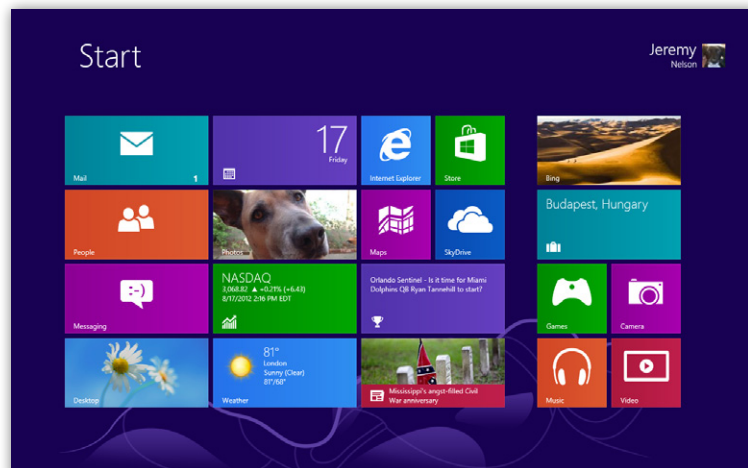 Start
Jeremy
Nelson
Mail
1
17
Friday
Internet Explorer
Store
Bing
People
Photos
Maps
SkyDrive
Budapest, Hungary
Messaging
:-)
NASDAQ
3,068.82 ▲ +0.21% (+6.43)
8/17/2012 2:16 PM EDT
Orlando Sentinel - Is it time for Miami
Dolphins QB Ryan Tannehill to start?
Games
Camera
Desktop
81°
London
Sunny (Clear)
81°/68°
Weather
Mississippi's angst-filled Civil
War anniversary
Music
Video